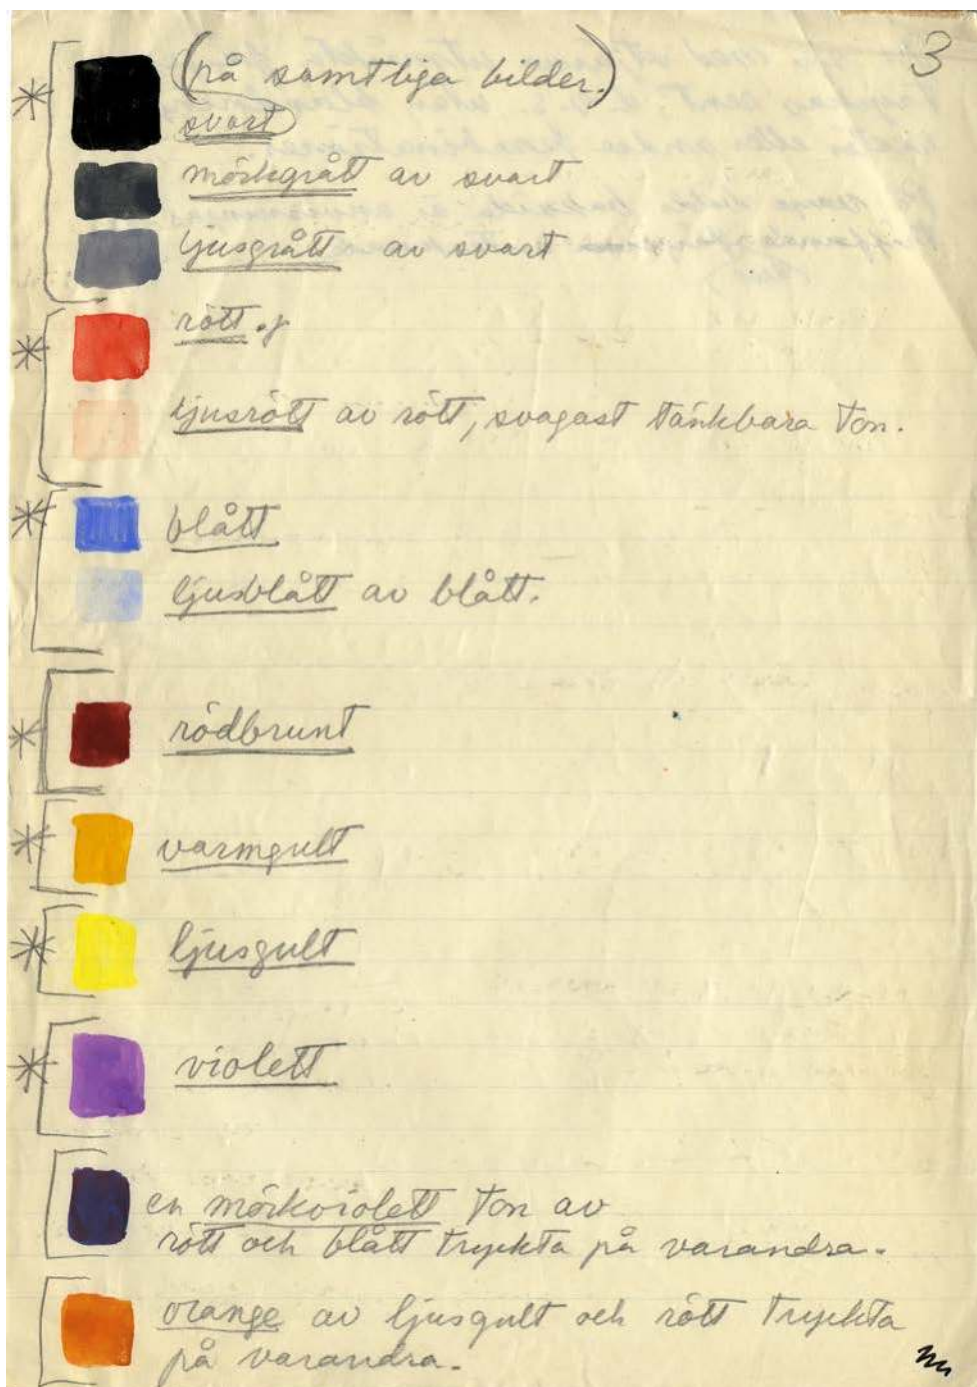 3
(på samtliga bilder.)
svart
mörkgrått av svart
ljusgrått av svart
rött.
ljusrött av rött, svagast tänkbara ton.
blått
ljusblått av blått.
rödbrunt
varmgult
ljusgult
violett
en mörkviolett ton av
rött och blått tryckta på varandra.
orange av ljusgult och rött tryckta
på varandra.